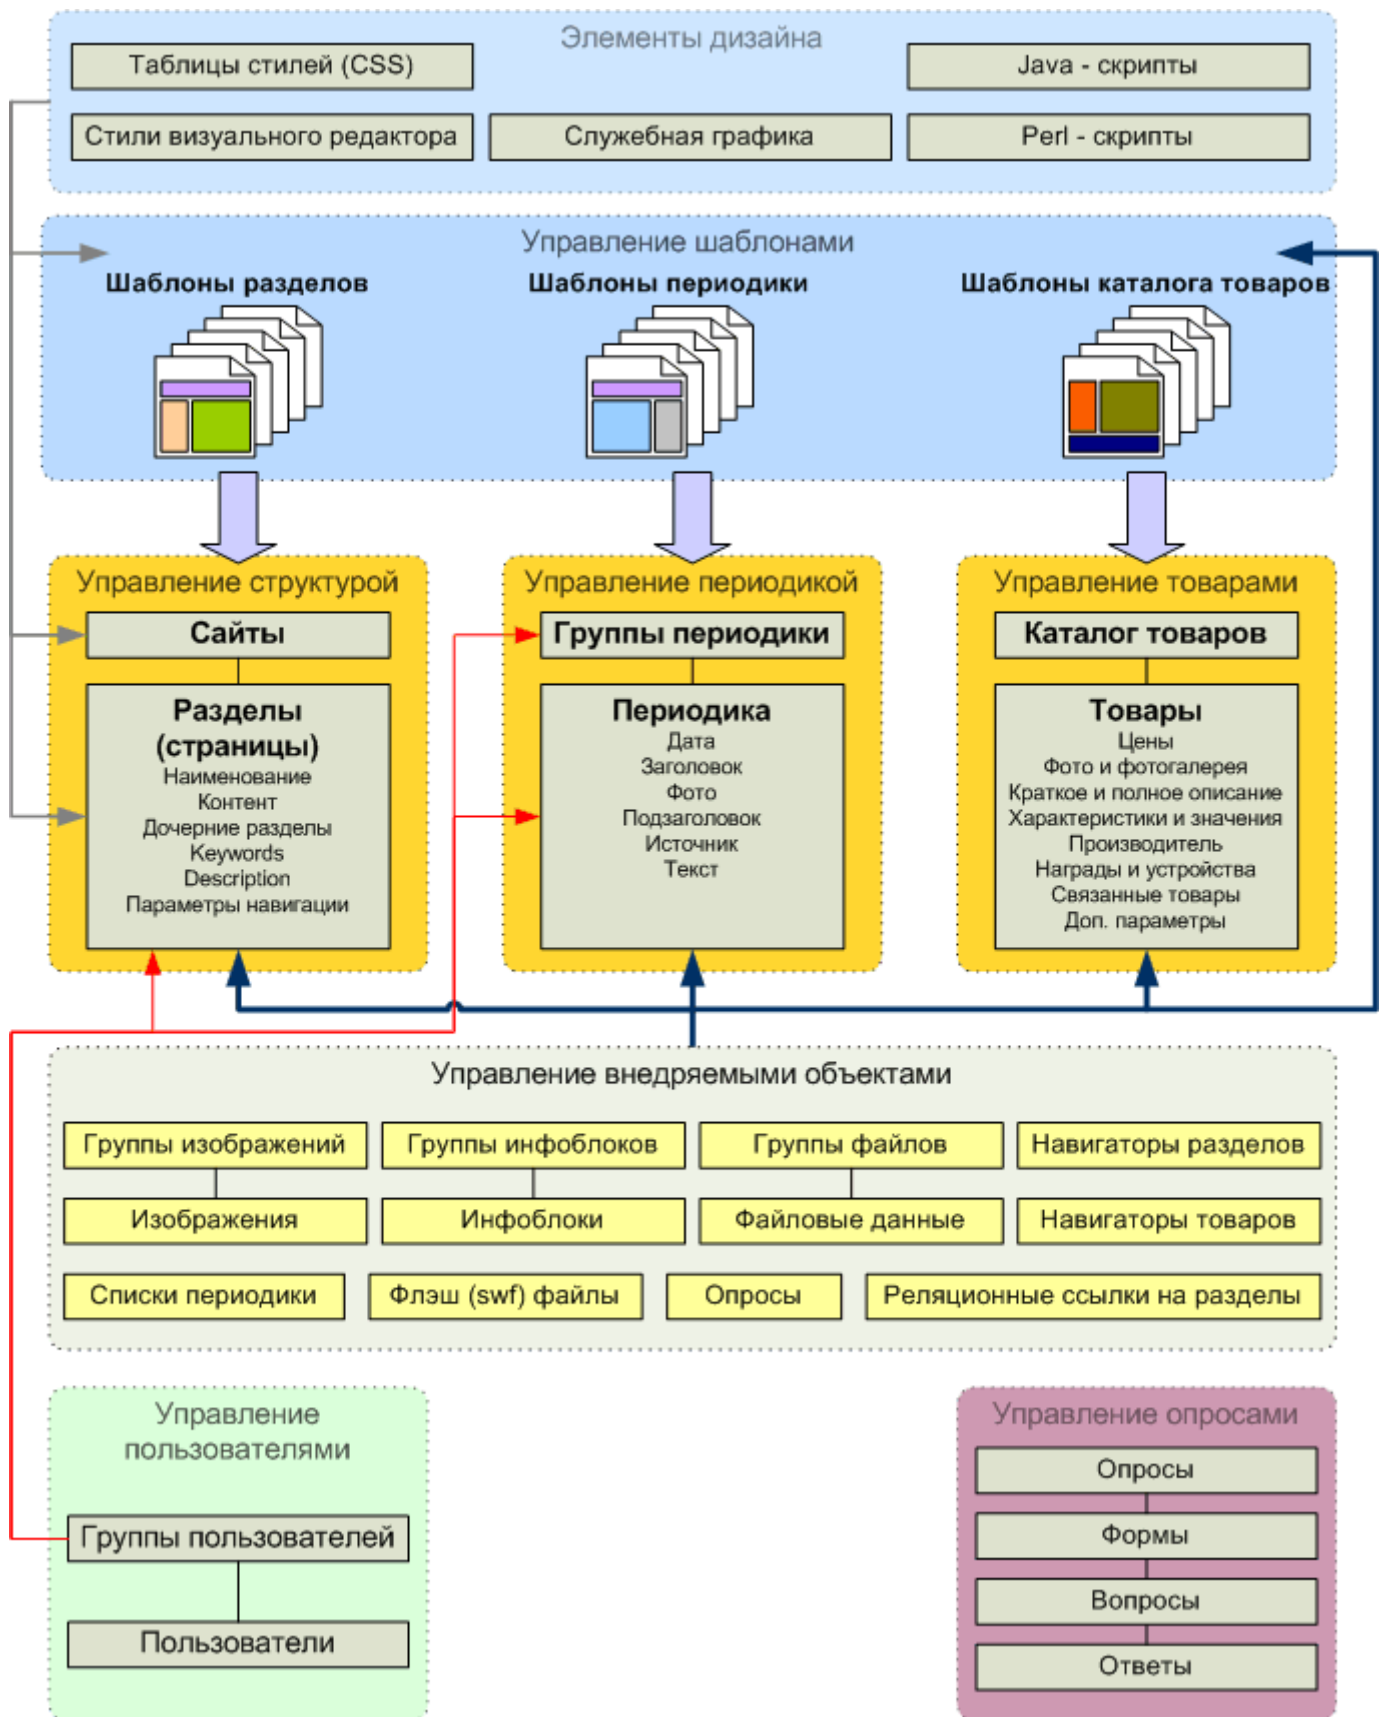 Элементы дизайна
Таблицы стилей (CSS)
Java - скрипты
Стили визуального редактора
Служебная графика
Perl - скрипты
Управление шаблонами
Шаблоны разделов
Шаблоны периодики
Шаблоны каталога товаров
Управление структурой
Сайты
Разделы
(страницы)
Наименование
Контент
Дочерние разделы
Keywords
Description
Параметры навигации
Управление периодикой
Группы периодики
Периодика
Дата
Заголовок
Фото
Подзаголовок
Источник
Текст
Управление товарами
Каталог товаров
Товары
Цены
Фото и фотогалерея
Краткое и полное описание
Характеристики и значения
Производитель
Награды и устройства
Связанные товары
Доп. параметры
Управление внедряемыми объектами
Группы изображений
Группы инфоблоков
Группы файлов
Навигаторы разделов
Изображения
Инфоблоки
Файловые данные
Навигаторы товаров
Списки периодики
Флэш (swf) файлы
Опросы
Реляционные ссылки на разделы
Управление
пользователями
Группы пользователей
Пользователи
Управление опросами
Опросы
Формы
Вопросы
Ответы